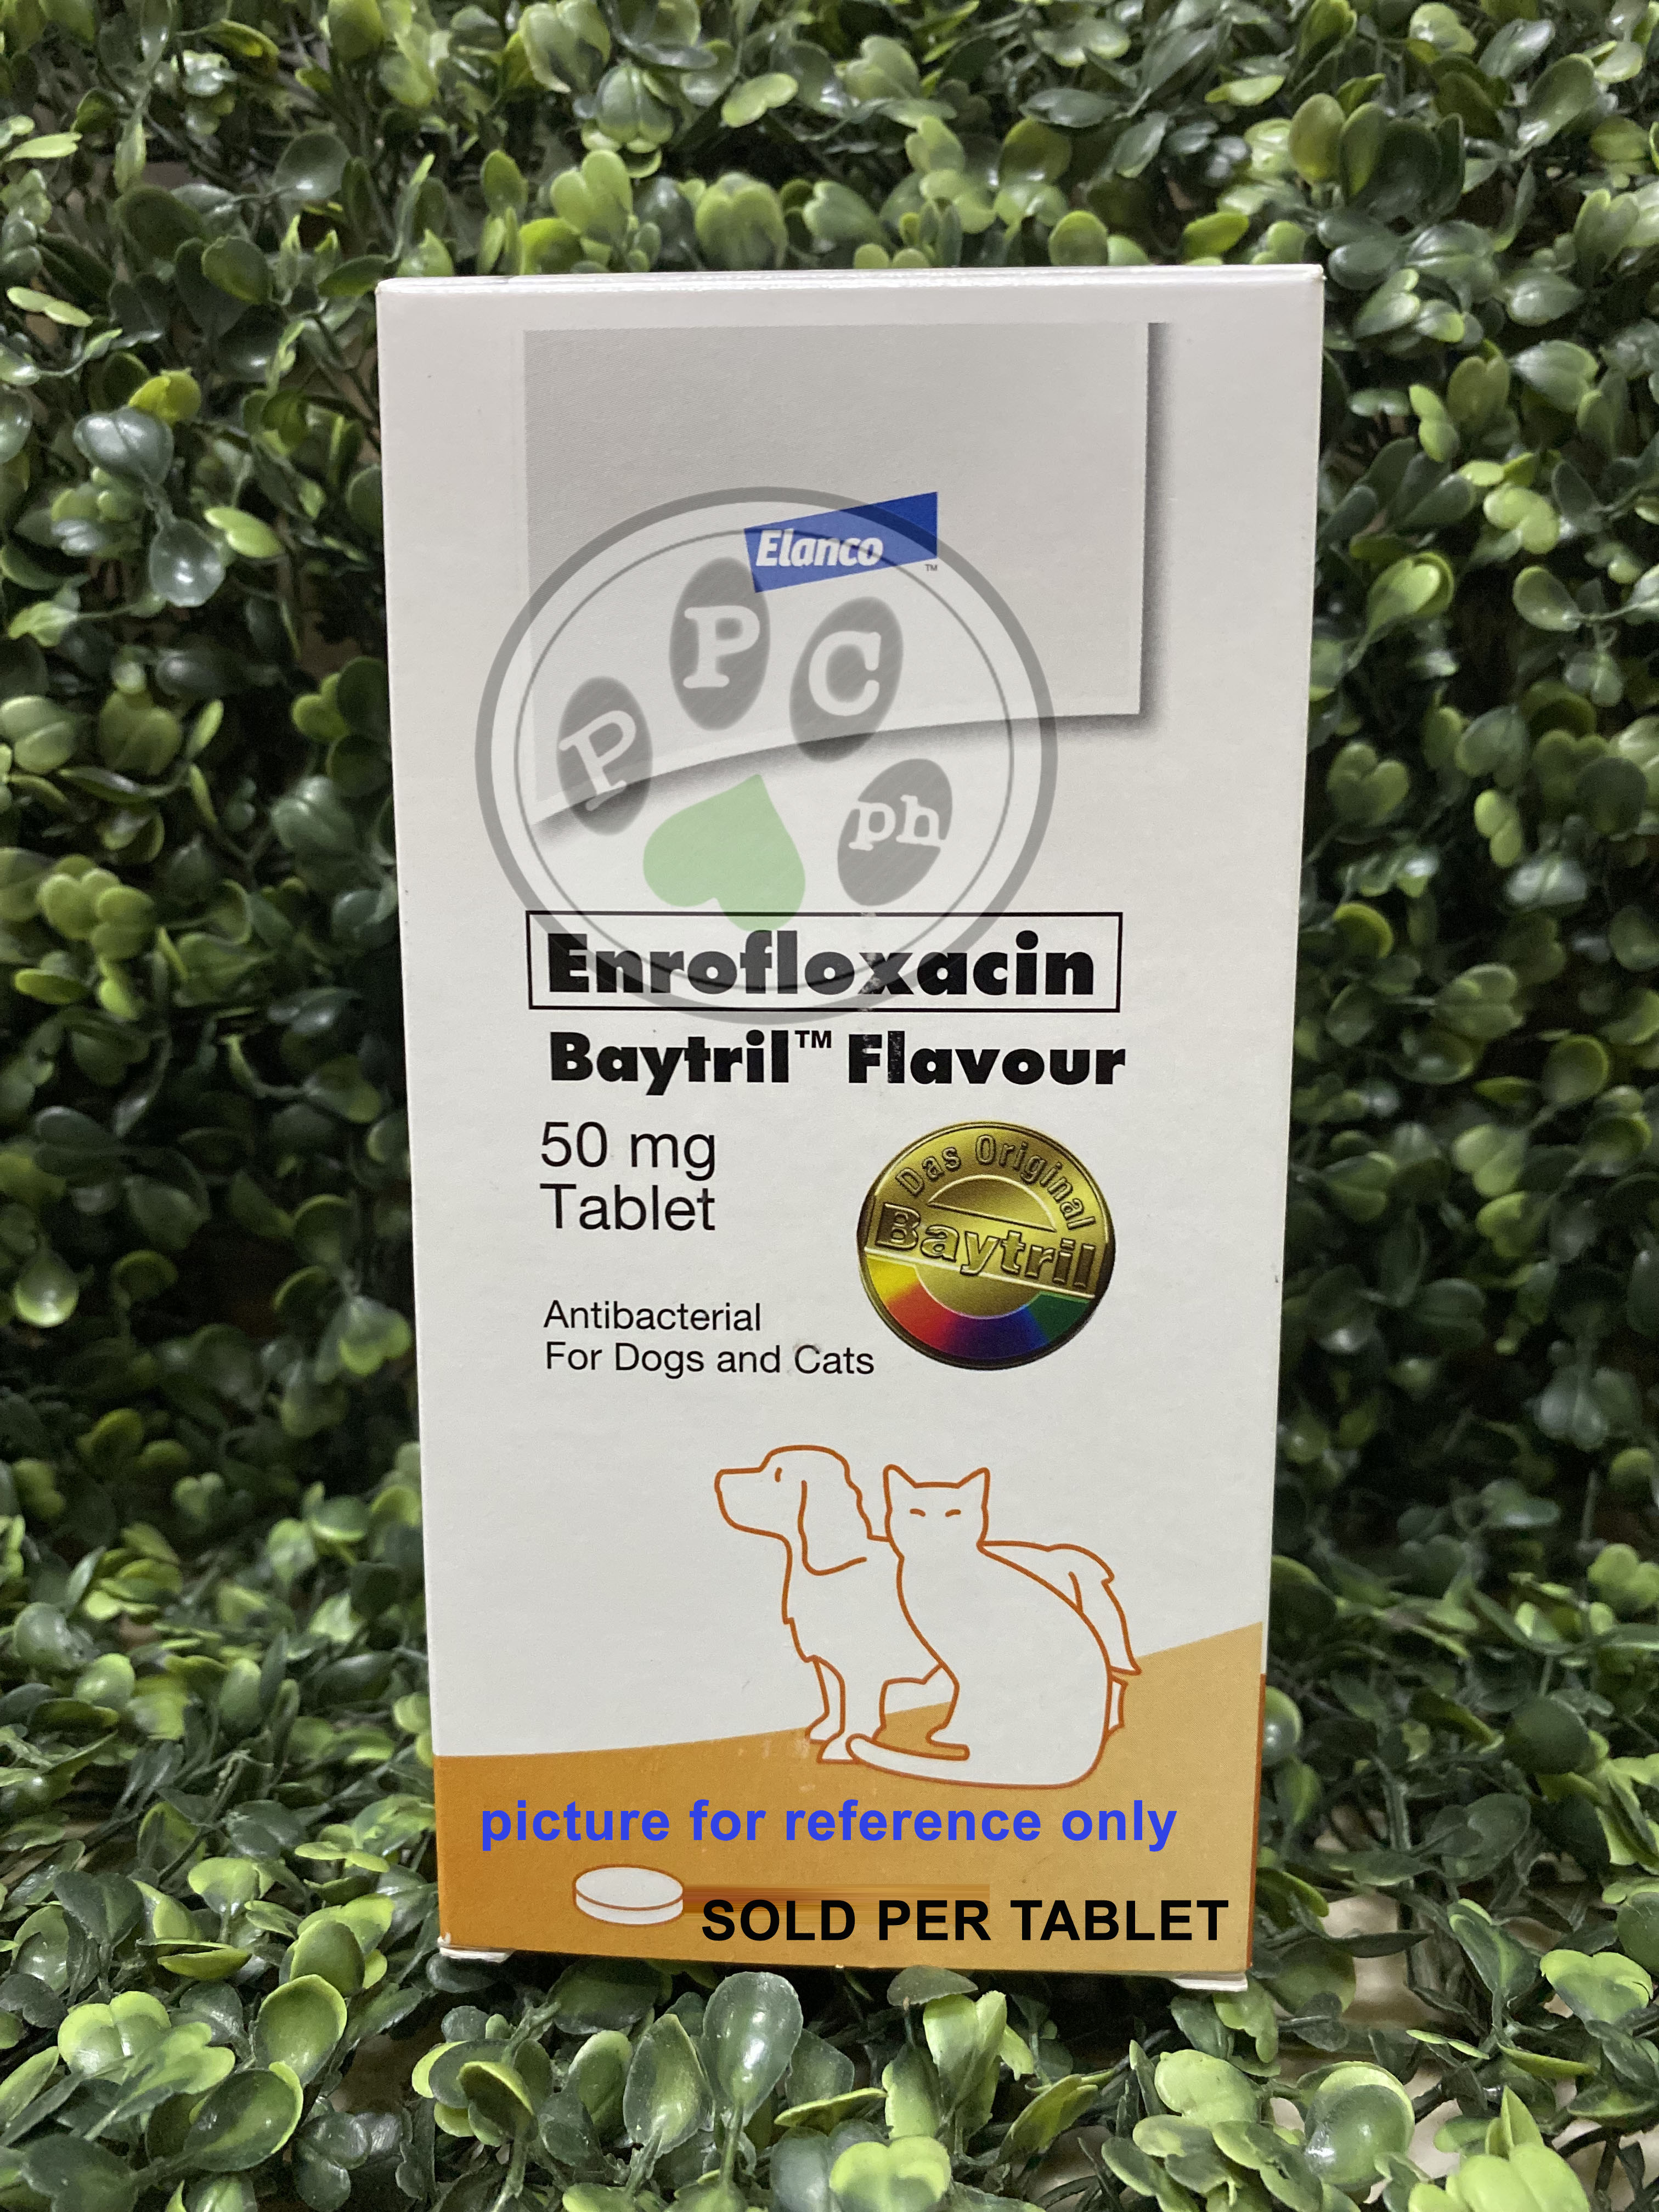 Elanco™
P P C ph
Enrofloxacin
Baytril™ Flavour
50 mg
Tablet
Das Original
Baytril
Antibacterial
For Dogs and Cats
picture for reference only
SOLD PER TABLET